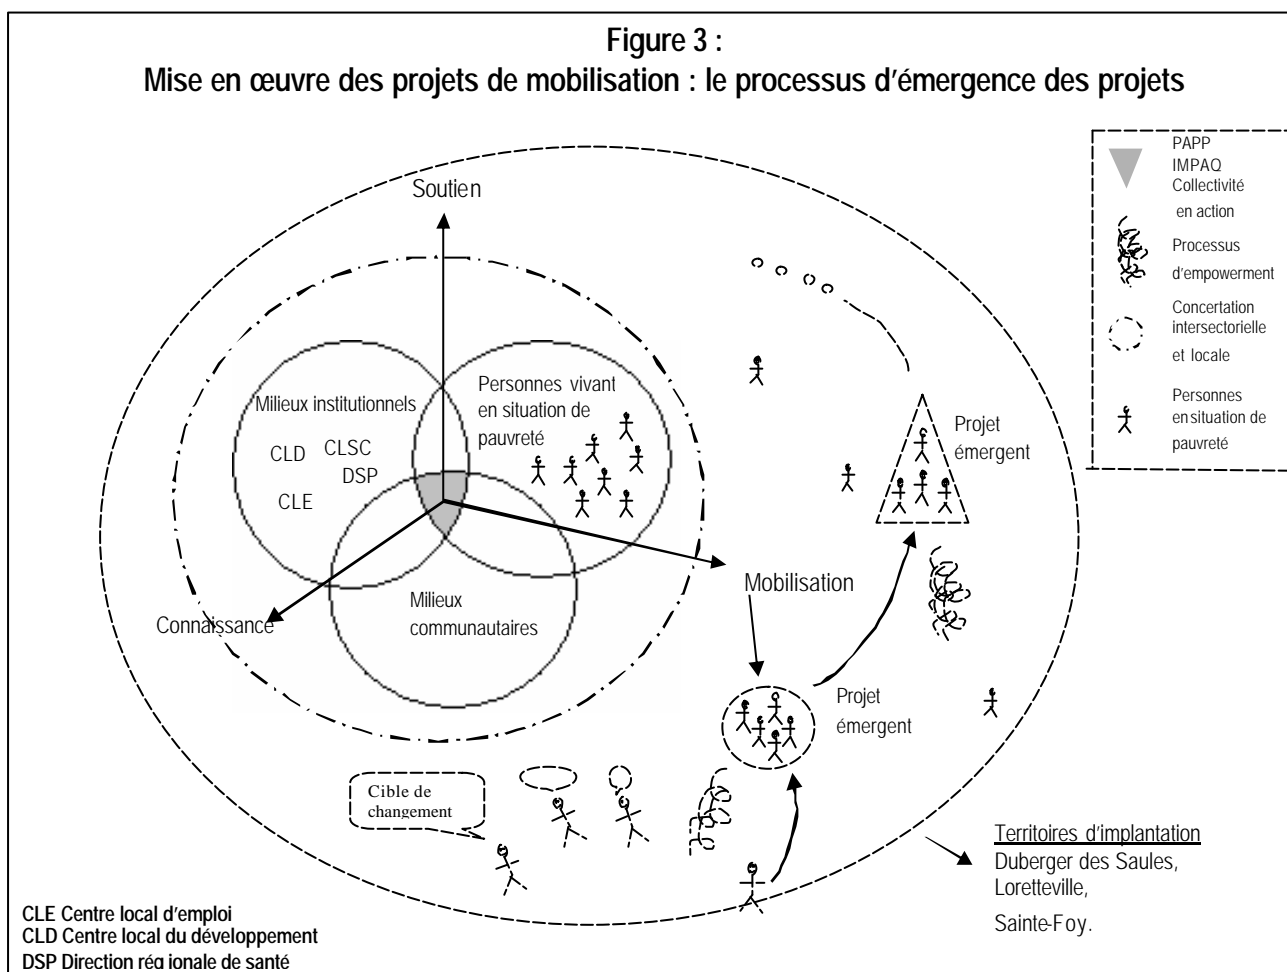 Figure 3 :
Mise en œuvre des projets de mobilisation : le processus d'émergence des projets
PAPP
IMPAQ
Collectivité
en action
Processus
d'empowerment
Concertation
intersectorielle
et locale
Personnes
en situation de
pauvreté
Soutien
Milieux institutionnels
CLD
CLSC
DSP
CLE
Personnes vivant
en situation de
pauvreté
Projet
émergent
Connaissance
Milieux
communautaires
Mobilisation
Projet
émergent
Cible de
changement
Territoires d'implantation
Duberger des Saules,
Loretteville,
Sainte-Foy.
CLE Centre local d'emploi
CLD Centre local du développement
DSP Direction rég ionale de santé